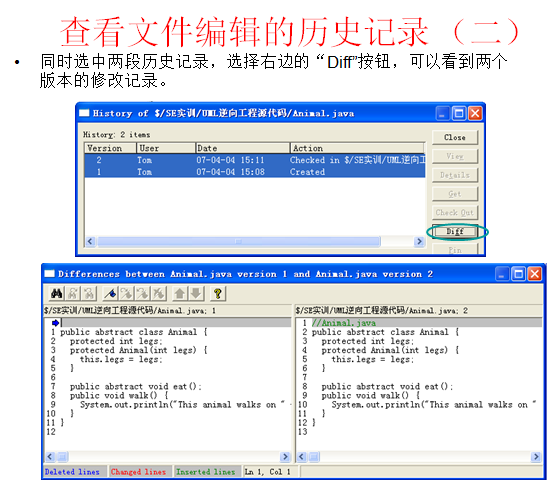 查看文件编辑的历史记录（二）
• 同时选中两段历史记录，选择右边的“Diff”按钮，可以看到两个
版本的修改记录。
History of $/SE实训/UML逆向工程源代码/Animal.java
History: 2 items
Close
Version User Date Action
View
2 Tom 07-04-04 15:11 Checked in $/SE实训/UML逆向工
1 Tom 07-04-04 15:08 Created
Details
Get
Check Out
Diff
Pin
Differences between Animal.java version 1 and Animal.java version 2
$/SE实训/UML逆向工程源代码/Animal.java; 1
1 public abstract class Animal {
2 protected int legs;
3 protected Animal(int legs) {
4 this.legs = legs;
5 }
6
7 public abstract void eat();
8 public void walk() {
9 System.out.println("This animal walks on "
10 }
11 }
12
$/SE实训/UML逆向工程源代码/Animal.java; 2
1 //Animal.java
2 public abstract class Animal {
3 protected int legs;
4 protected Animal(int legs) {
5 this.legs = legs;
6 }
7
8 public abstract void eat();
9 public void walk() {
10 System.out.println("This animal walks on "
11 }
12 }
13
Deleted lines Changed lines Inserted lines Ln 1, Col 1